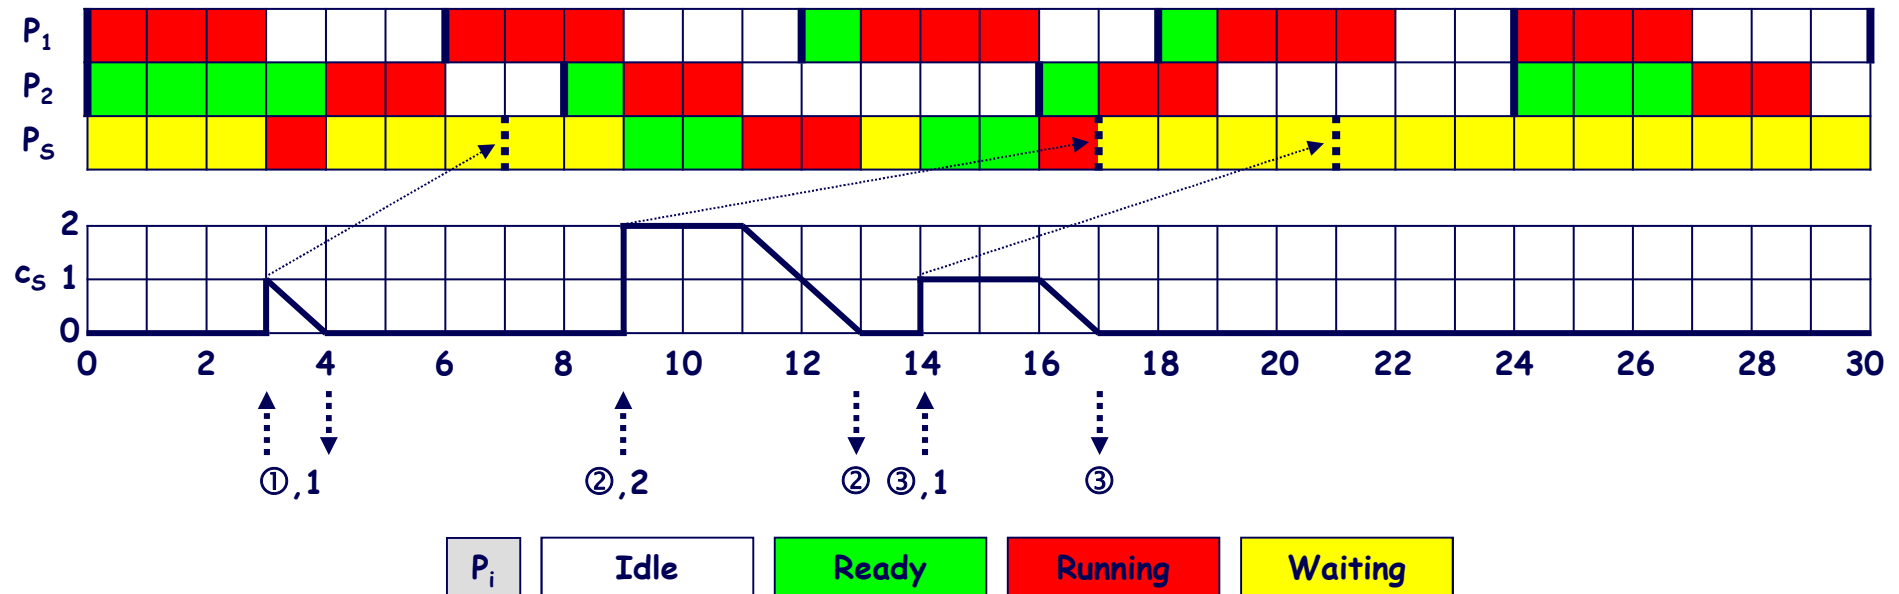 P1
P2
PS
2
cS 1
0
0 2 4 6 8 10 12 14 16 18 20 22 24 26 28 30
①,1 ②,2 ② ③,1 ③
Pi Idle Ready Running Waiting